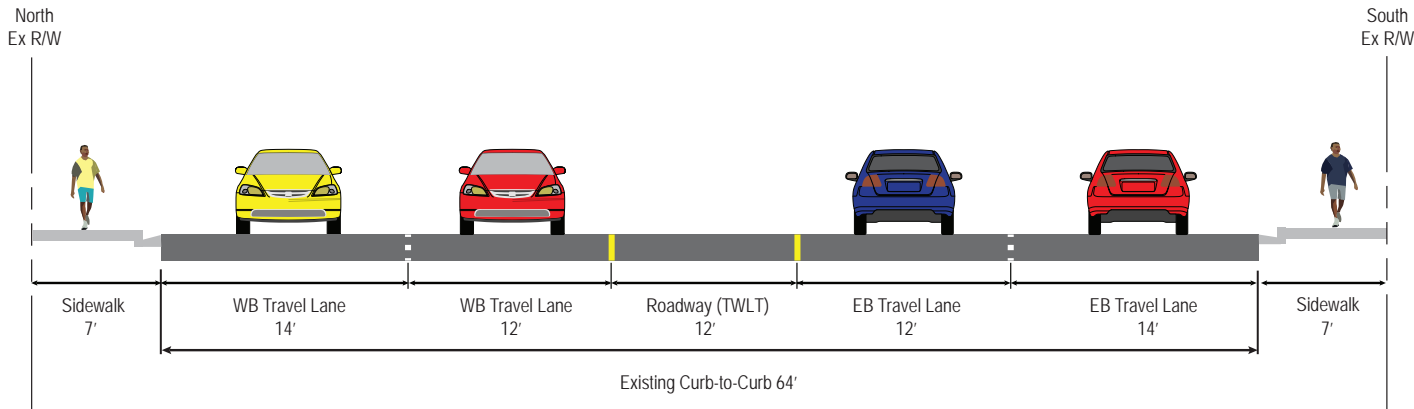 North
Ex R/W
South
Ex R/W
Sidewalk
7′
WB Travel Lane
14′
WB Travel Lane
12′
Roadway (TWLT)
12′
EB Travel Lane
12′
EB Travel Lane
14′
Sidewalk
7′
Existing Curb-to-Curb 64′